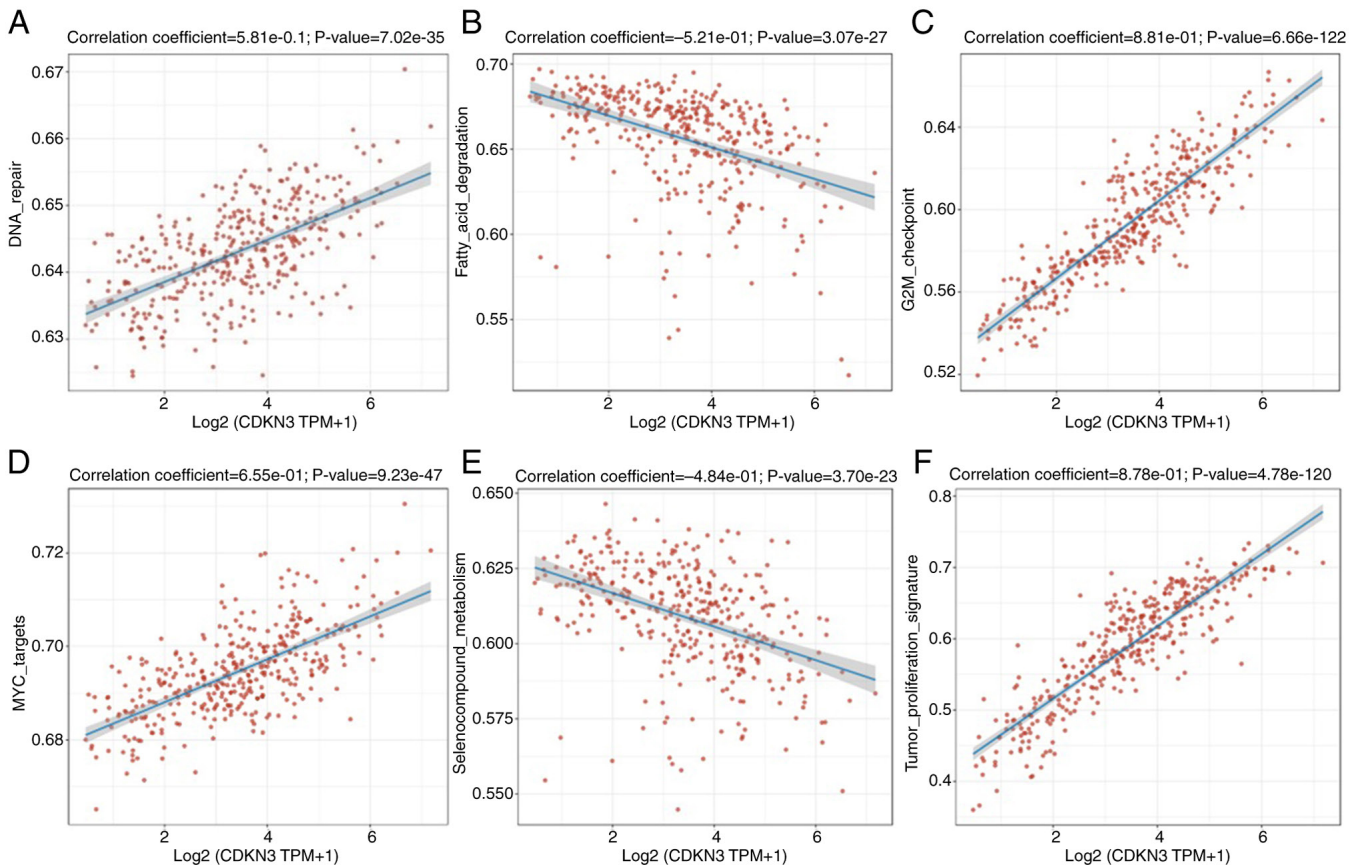 A
Correlation coefficient=5.81e-0.1; P-value=7.02e-35
DNA_repair
0.67
0.66
0.65
0.64
0.63
2 4 6
Log2 (CDKN3 TPM+1)
B
Correlation coefficient=–5.21e-01; P-value=3.07e-27
Fatty_acid_degradation
0.70
0.65
0.60
0.55
2 4 6
Log2 (CDKN3 TPM+1)
C
Correlation coefficient=8.81e-01; P-value=6.66e-122
G2M_checkpoint
0.64
0.60
0.56
0.52
2 4 6
Log2 (CDKN3 TPM+1)
D
Correlation coefficient=6.55e-01; P-value=9.23e-47
MYC_targets
0.72
0.70
0.68
2 4 6
Log2 (CDKN3 TPM+1)
E
Correlation coefficient=–4.84e-01; P-value=3.70e-23
Selenocompound_metabolism
0.650
0.625
0.600
0.575
0.550
2 4 6
Log2 (CDKN3 TPM+1)
F
Correlation coefficient=8.78e-01; P-value=4.78e-120
Tumor_proliferation_signature
0.8
0.7
0.6
0.5
0.4
2 4 6
Log2 (CDKN3 TPM+1)